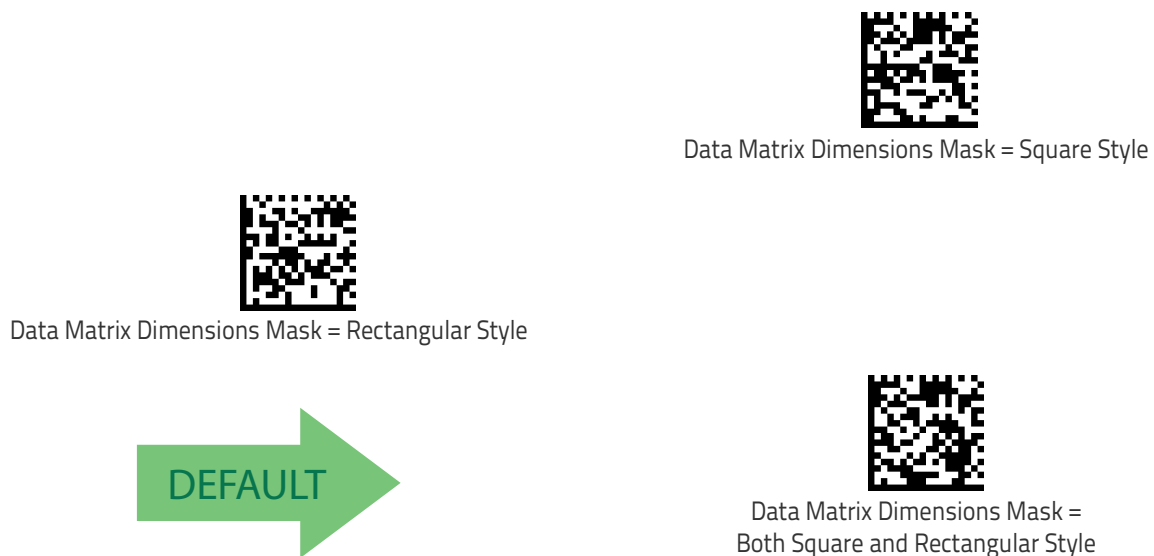 Data Matrix Dimensions Mask = Square Style
Data Matrix Dimensions Mask = Rectangular Style
DEFAULT
Data Matrix Dimensions Mask =
Both Square and Rectangular Style